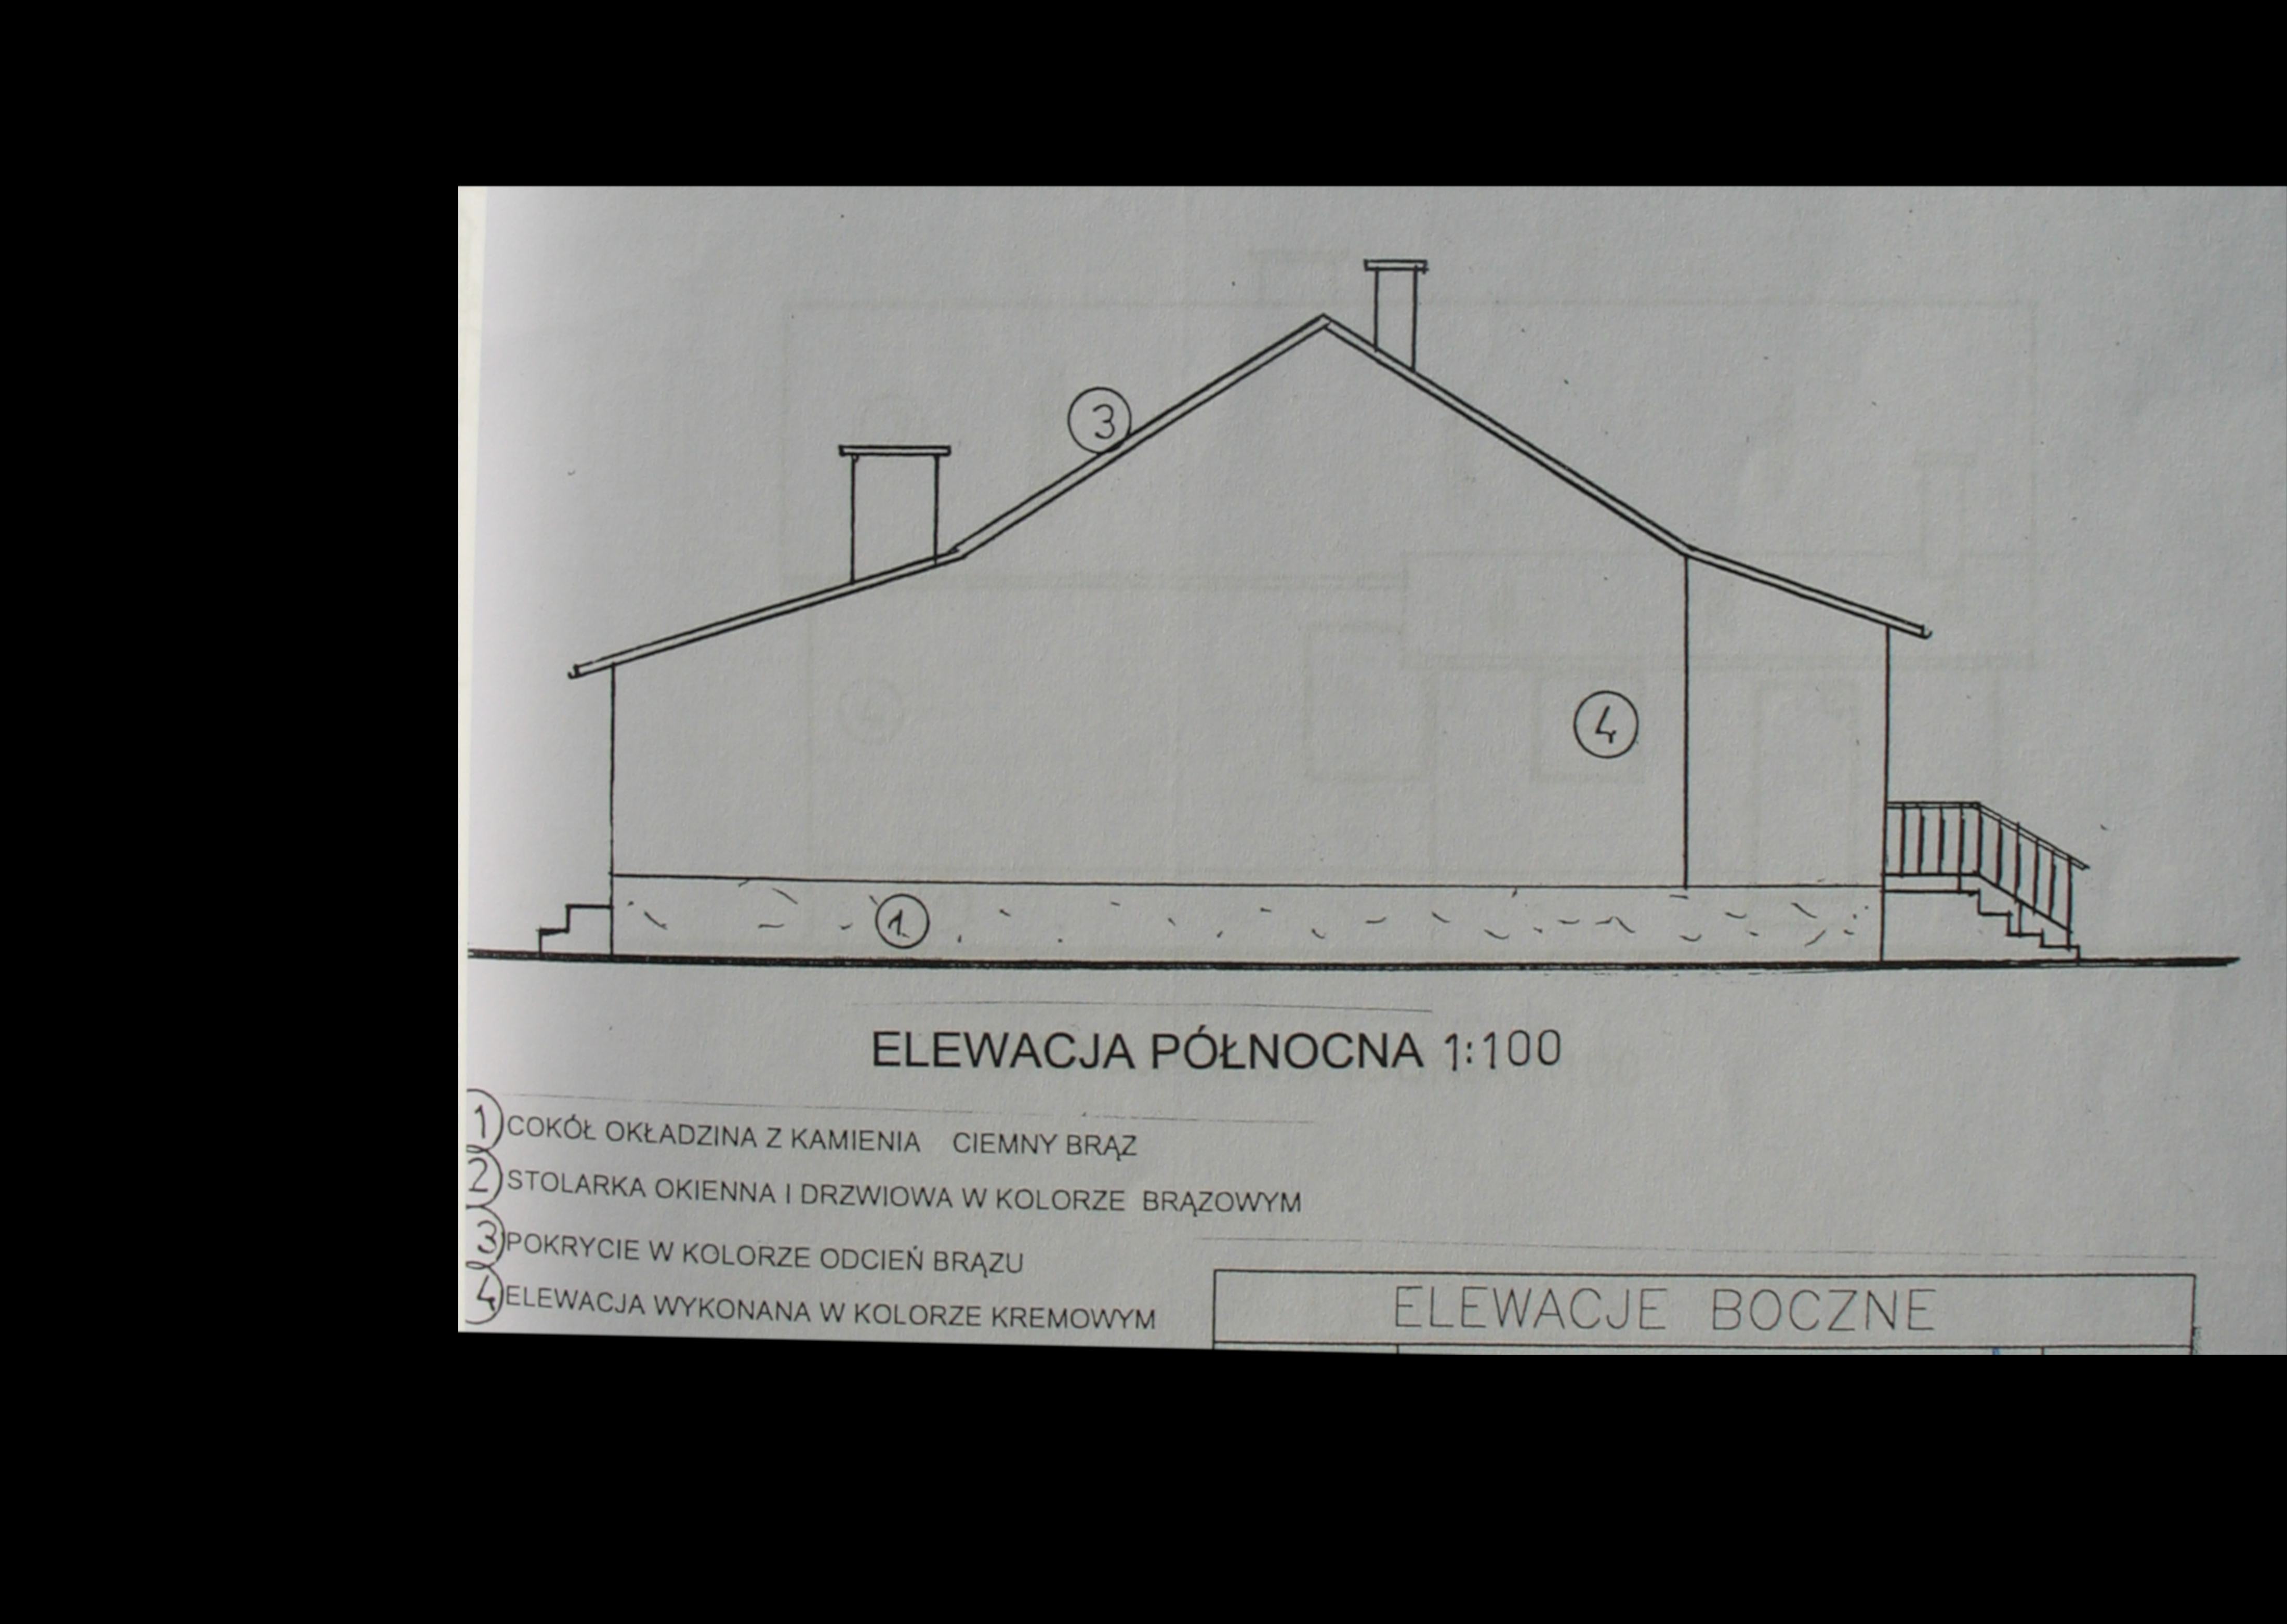 3
4
1
ELEWACJA PÓŁNOCNA 1:100
1 COKÓŁ OKŁADZINA Z KAMIENIA CIEMNY BRĄZ
2 STOLARKA OKIENNA I DRZWIOWA W KOLORZE BRĄZOWYM
3 POKRYCIE W KOLORZE ODCIEŃ BRĄZU
4 ELEWACJA WYKONANA W KOLORZE KREMOWYM
ELEWACJE BOCZNE